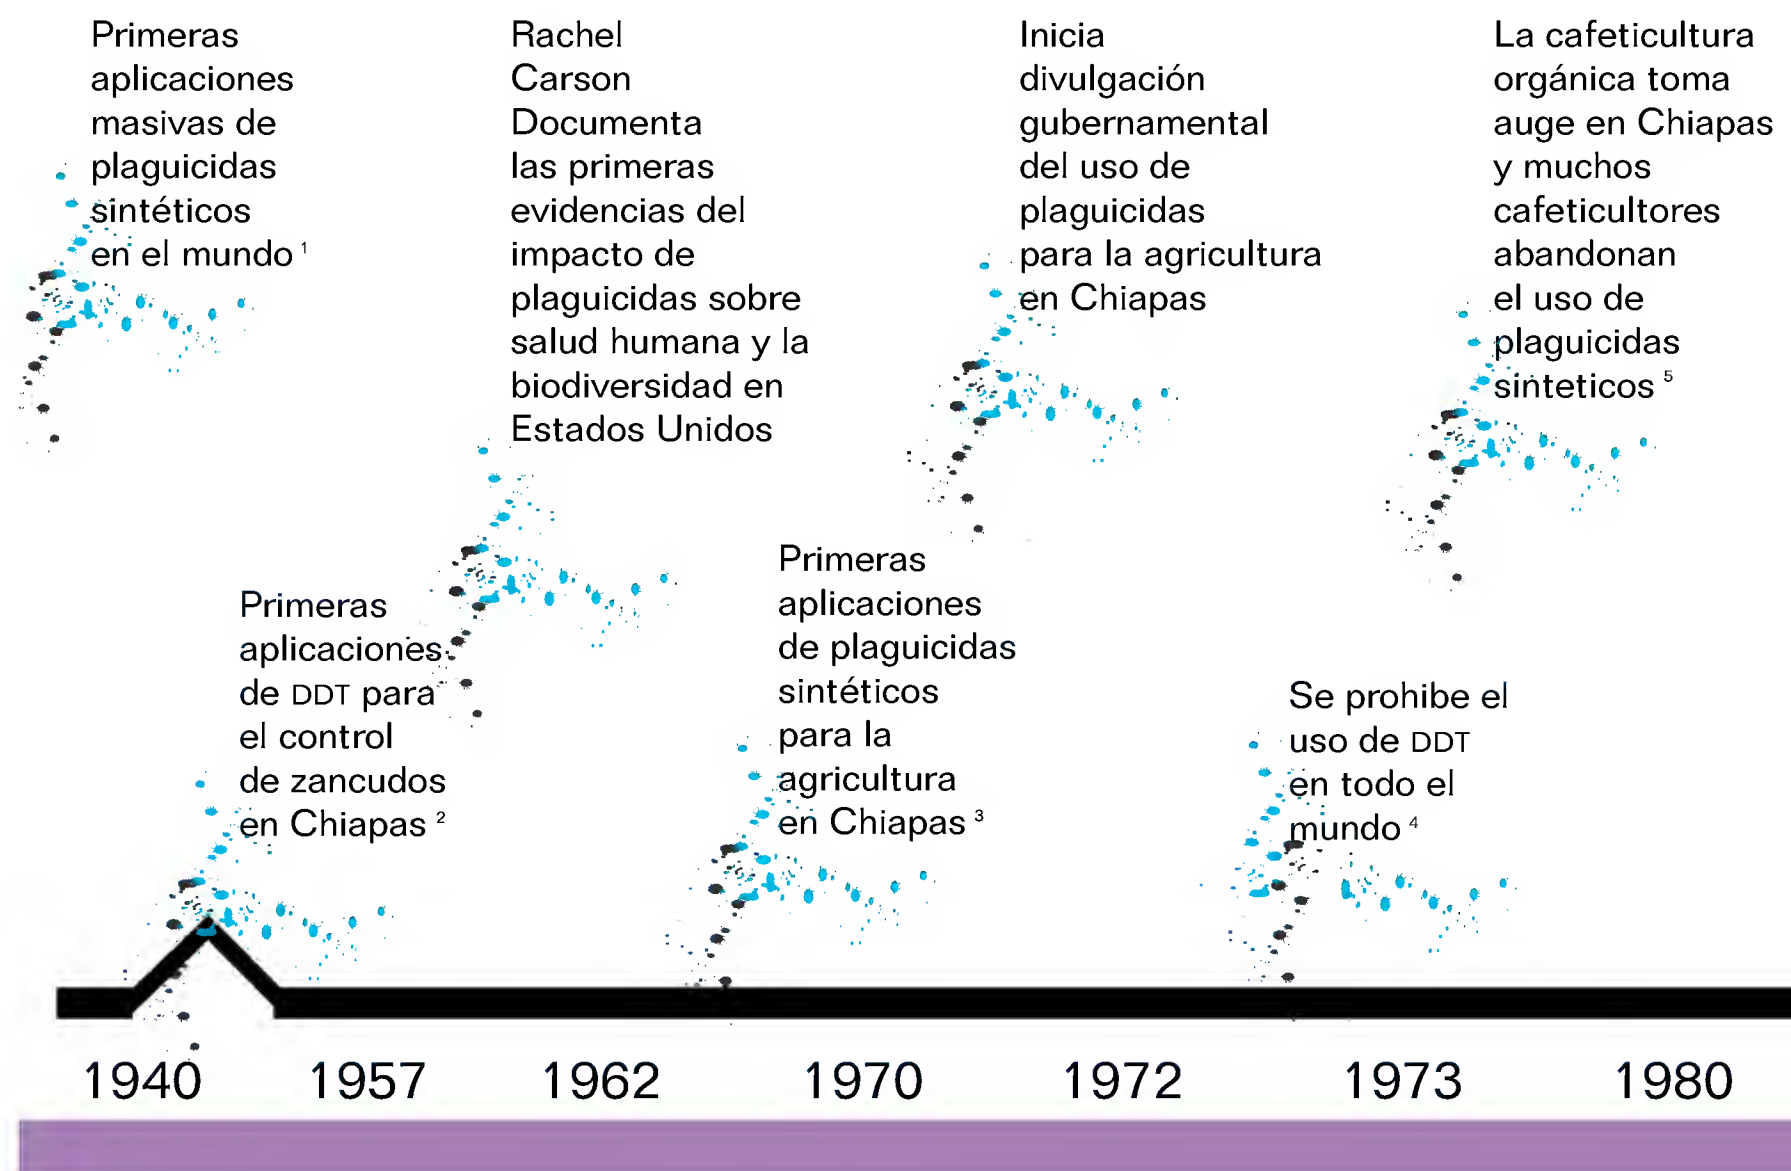 Primeras
aplicaciones
masivas de
plaguicidas
sintéticos
en el mundo ¹
Primeras
aplicaciones
de DDT para
el control
de zancudos
en Chiapas ²
Rachel
Carson
Documenta
las primeras
evidencias del
impacto de
plaguicidas sobre
salud humana y la
biodiversidad en
Estados Unidos
Primeras
aplicaciones
de plaguicidas
sintéticos
para la
agricultura
en Chiapas ³
Inicia
divulgación
gubernamental
del uso de
plaguicidas
para la agricultura
en Chiapas
Se prohibe el
uso de DDT
en todo el
mundo ⁴
La cafeticultura
orgánica toma
auge en Chiapas
y muchos
cafeticultores
abandonan
el uso de
plaguicidas
sinteticos ⁵
1940 1957 1962 1970 1972 1973 1980